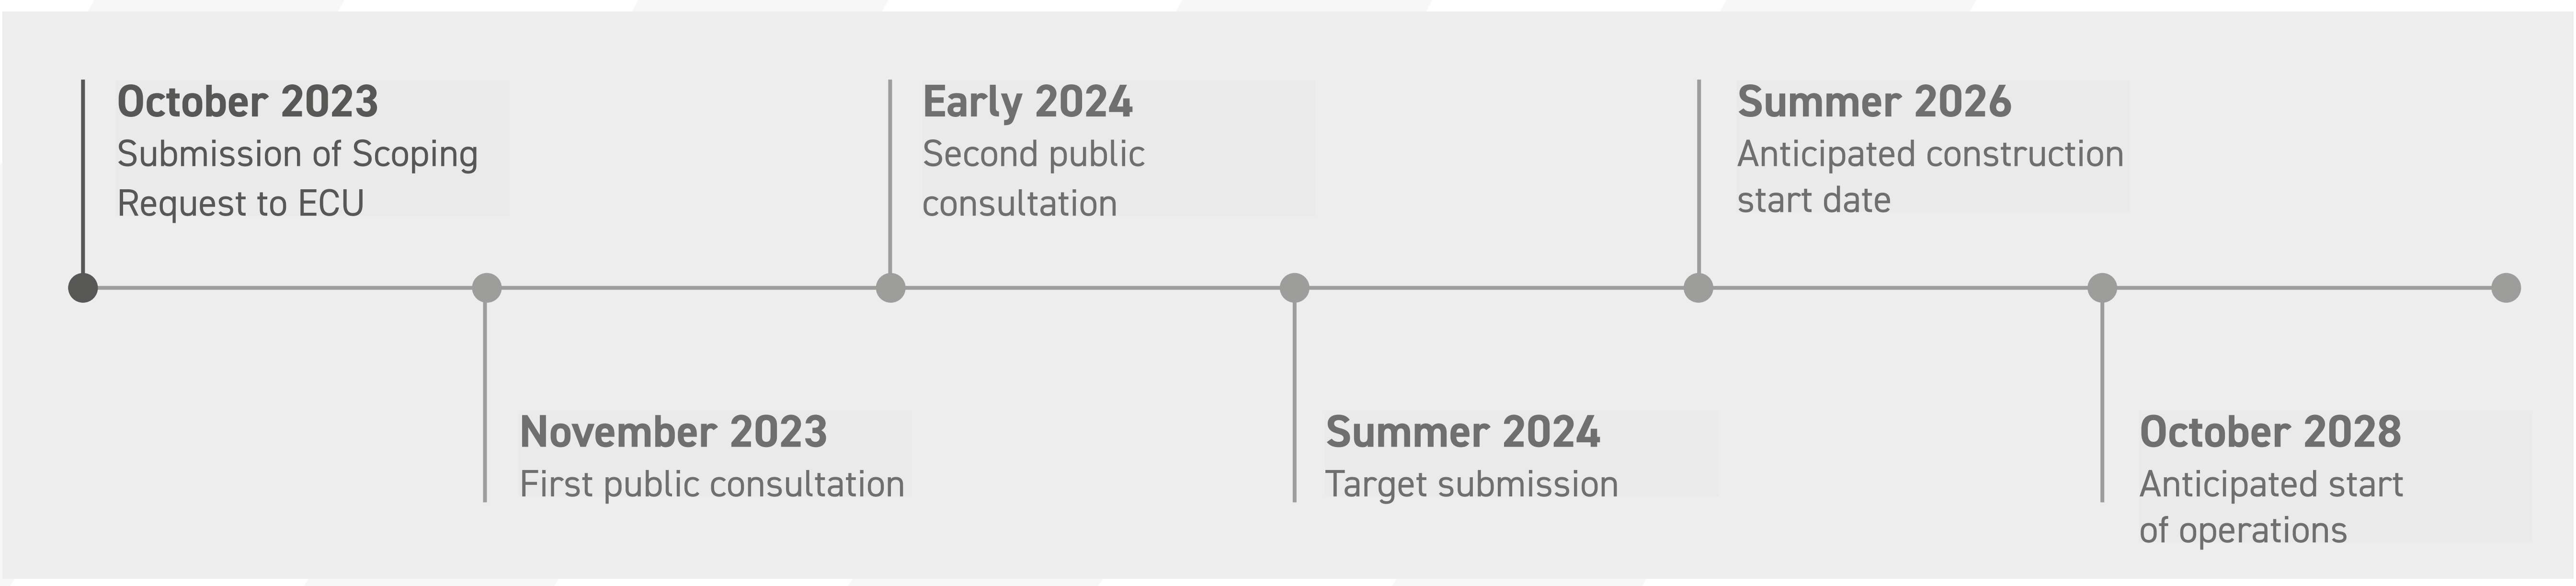 October 2023
Submission of Scoping
Request to ECU
November 2023
First public consultation
Early 2024
Second public
consultation
Summer 2024
Target submission
Summer 2026
Anticipated construction
start date
October 2028
Anticipated start
of operations